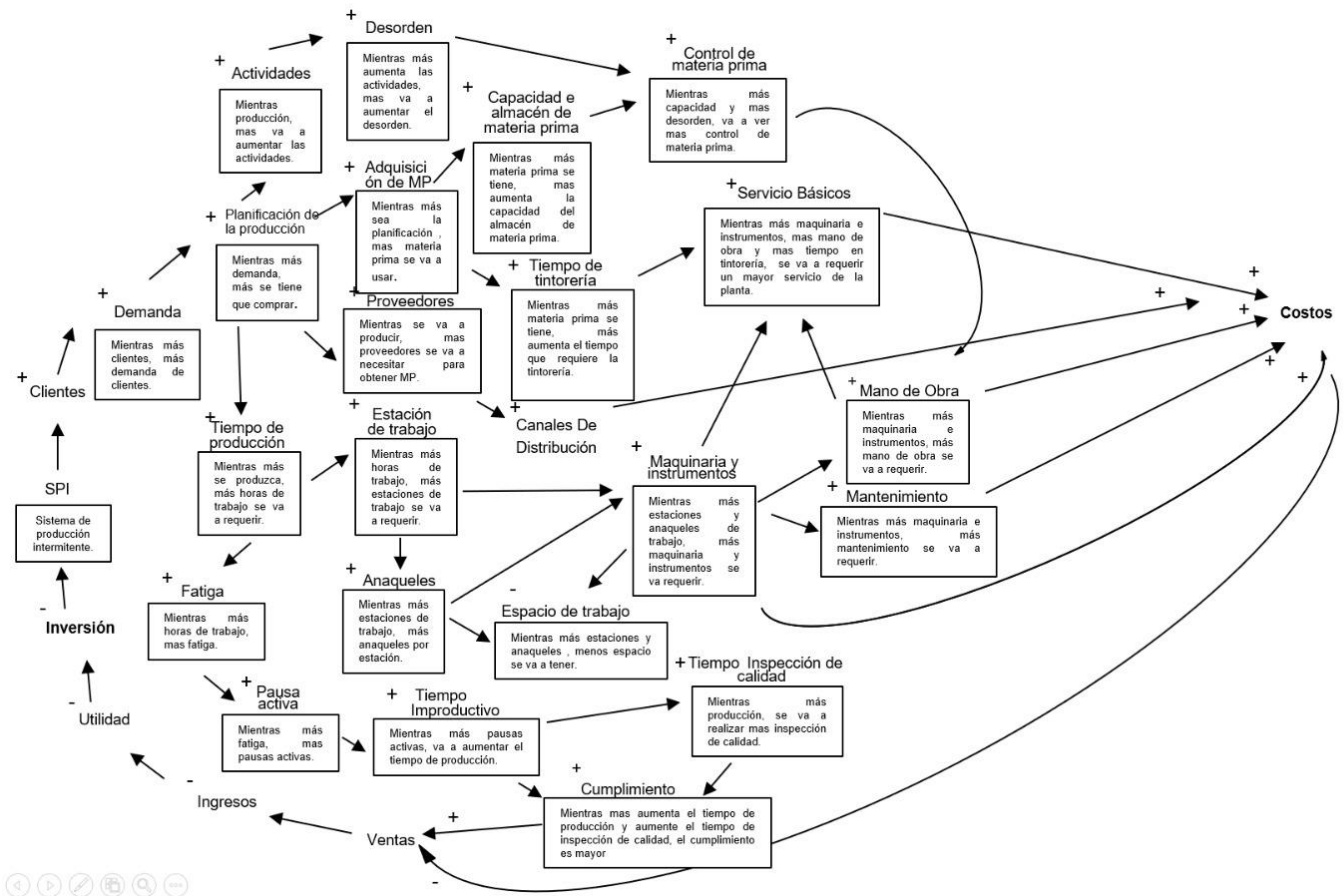 +
Desorden
Mientras más
aumenta las
actividades,
mas va a
aumentar el
desorden.
+
Actividades
Mientras
producción,
mas va a
aumentar las
actividades.
+
Control de
materia prima
Mientras más
capacidad y mas
desorden, va a ver
mas control de
materia prima.
+
Capacidad e
almacén de
materia prima
Mientras más
materia prima se
tiene, mas
aumenta la
capacidad del
almacén de
materia prima.
+
Adquisici
ón de MP
Mientras más
sea la
planificación ,
mas materia
prima se va a
usar.
+
Planificación de
la producción
Mientras más
demanda,
más se tiene
que comprar.
+
Servicio Básicos
Mientras más maquinaria e
instrumentos, mas mano de
obra y mas tiempo en
tintorería, se va a requerir
un mayor servicio de la
planta.
+
Tiempo de
tintorería
Mientras más
materia prima se
tiene, más
aumenta el tiempo
que requiere la
tintorería.
+
Proveedores
Mientras se va a
producir, mas
proveedores se va a
necesitar para
obtener MP.
+
Demanda
Mientras más
clientes, más
demanda de
clientes.
+
Clientes
+
+
+
Costos
+
+
+
Canales De
Distribución
+
Mano de Obra
Mientras más
maquinaria e
instrumentos, más
mano de obra se
va a requerir.
+
Tiempo de
producción
Mientras más
se produzca,
más horas de
trabajo se va
a requerir.
+
Estación
de trabajo
Mientras más
horas de
trabajo, más
estaciones de
trabajo se va
a requerir.
+
Maquinaria y
instrumentos
Mientras más
estaciones y
anaqueles de
trabajo, más
maquinaria y
instrumentos se
va requerir.
+
Mantenimiento
Mientras más maquinaria e
instrumentos, más
mantenimiento se va a
requerir.
SPI
Sistema de
producción
intermitente.
-
Inversión
+
Fatiga
Mientras más
horas de trabajo,
mas fatiga.
+
Anaqueles
Mientras más
estaciones de
trabajo, más
anaqueles por
estación.
-
Espacio de trabajo
Mientras más estaciones y
anaqueles , menos espacio
se va a tener.
+
Tiempo Inspección de
calidad
Mientras más
producción, se va a
realizar mas inspección
de calidad.
-
Utilidad
+
Pausa
activa
Mientras más
fatiga, mas
pausas activas.
+
Tiempo
Improductivo
Mientras más pausas
activas, va a aumentar el
tiempo de producción.
+
Cumplimiento
Mientras mas aumenta el tiempo de
producción y aumente el tiempo de
inspección de calidad, el cumplimiento
es mayor
-
Ingresos
+
Ventas
-